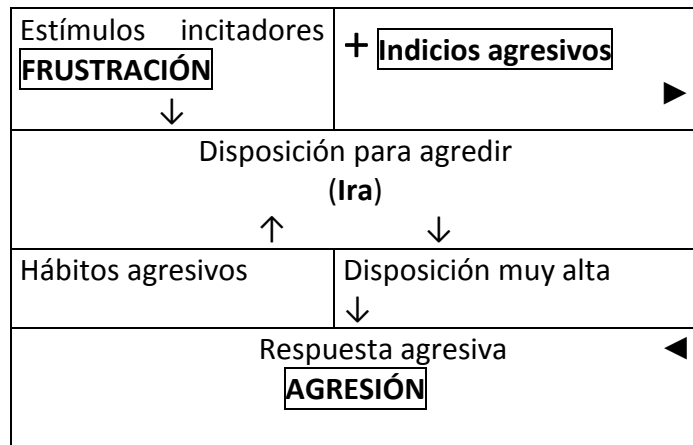 Estímulos incitadores
FRUSTRACIÓN
↓
+ Indicios agresivos
►
Disposición para agredir
(Ira)
↑ ↓
Hábitos agresivos
Disposición muy alta
↓
Respuesta agresiva ◄
AGRESIÓN